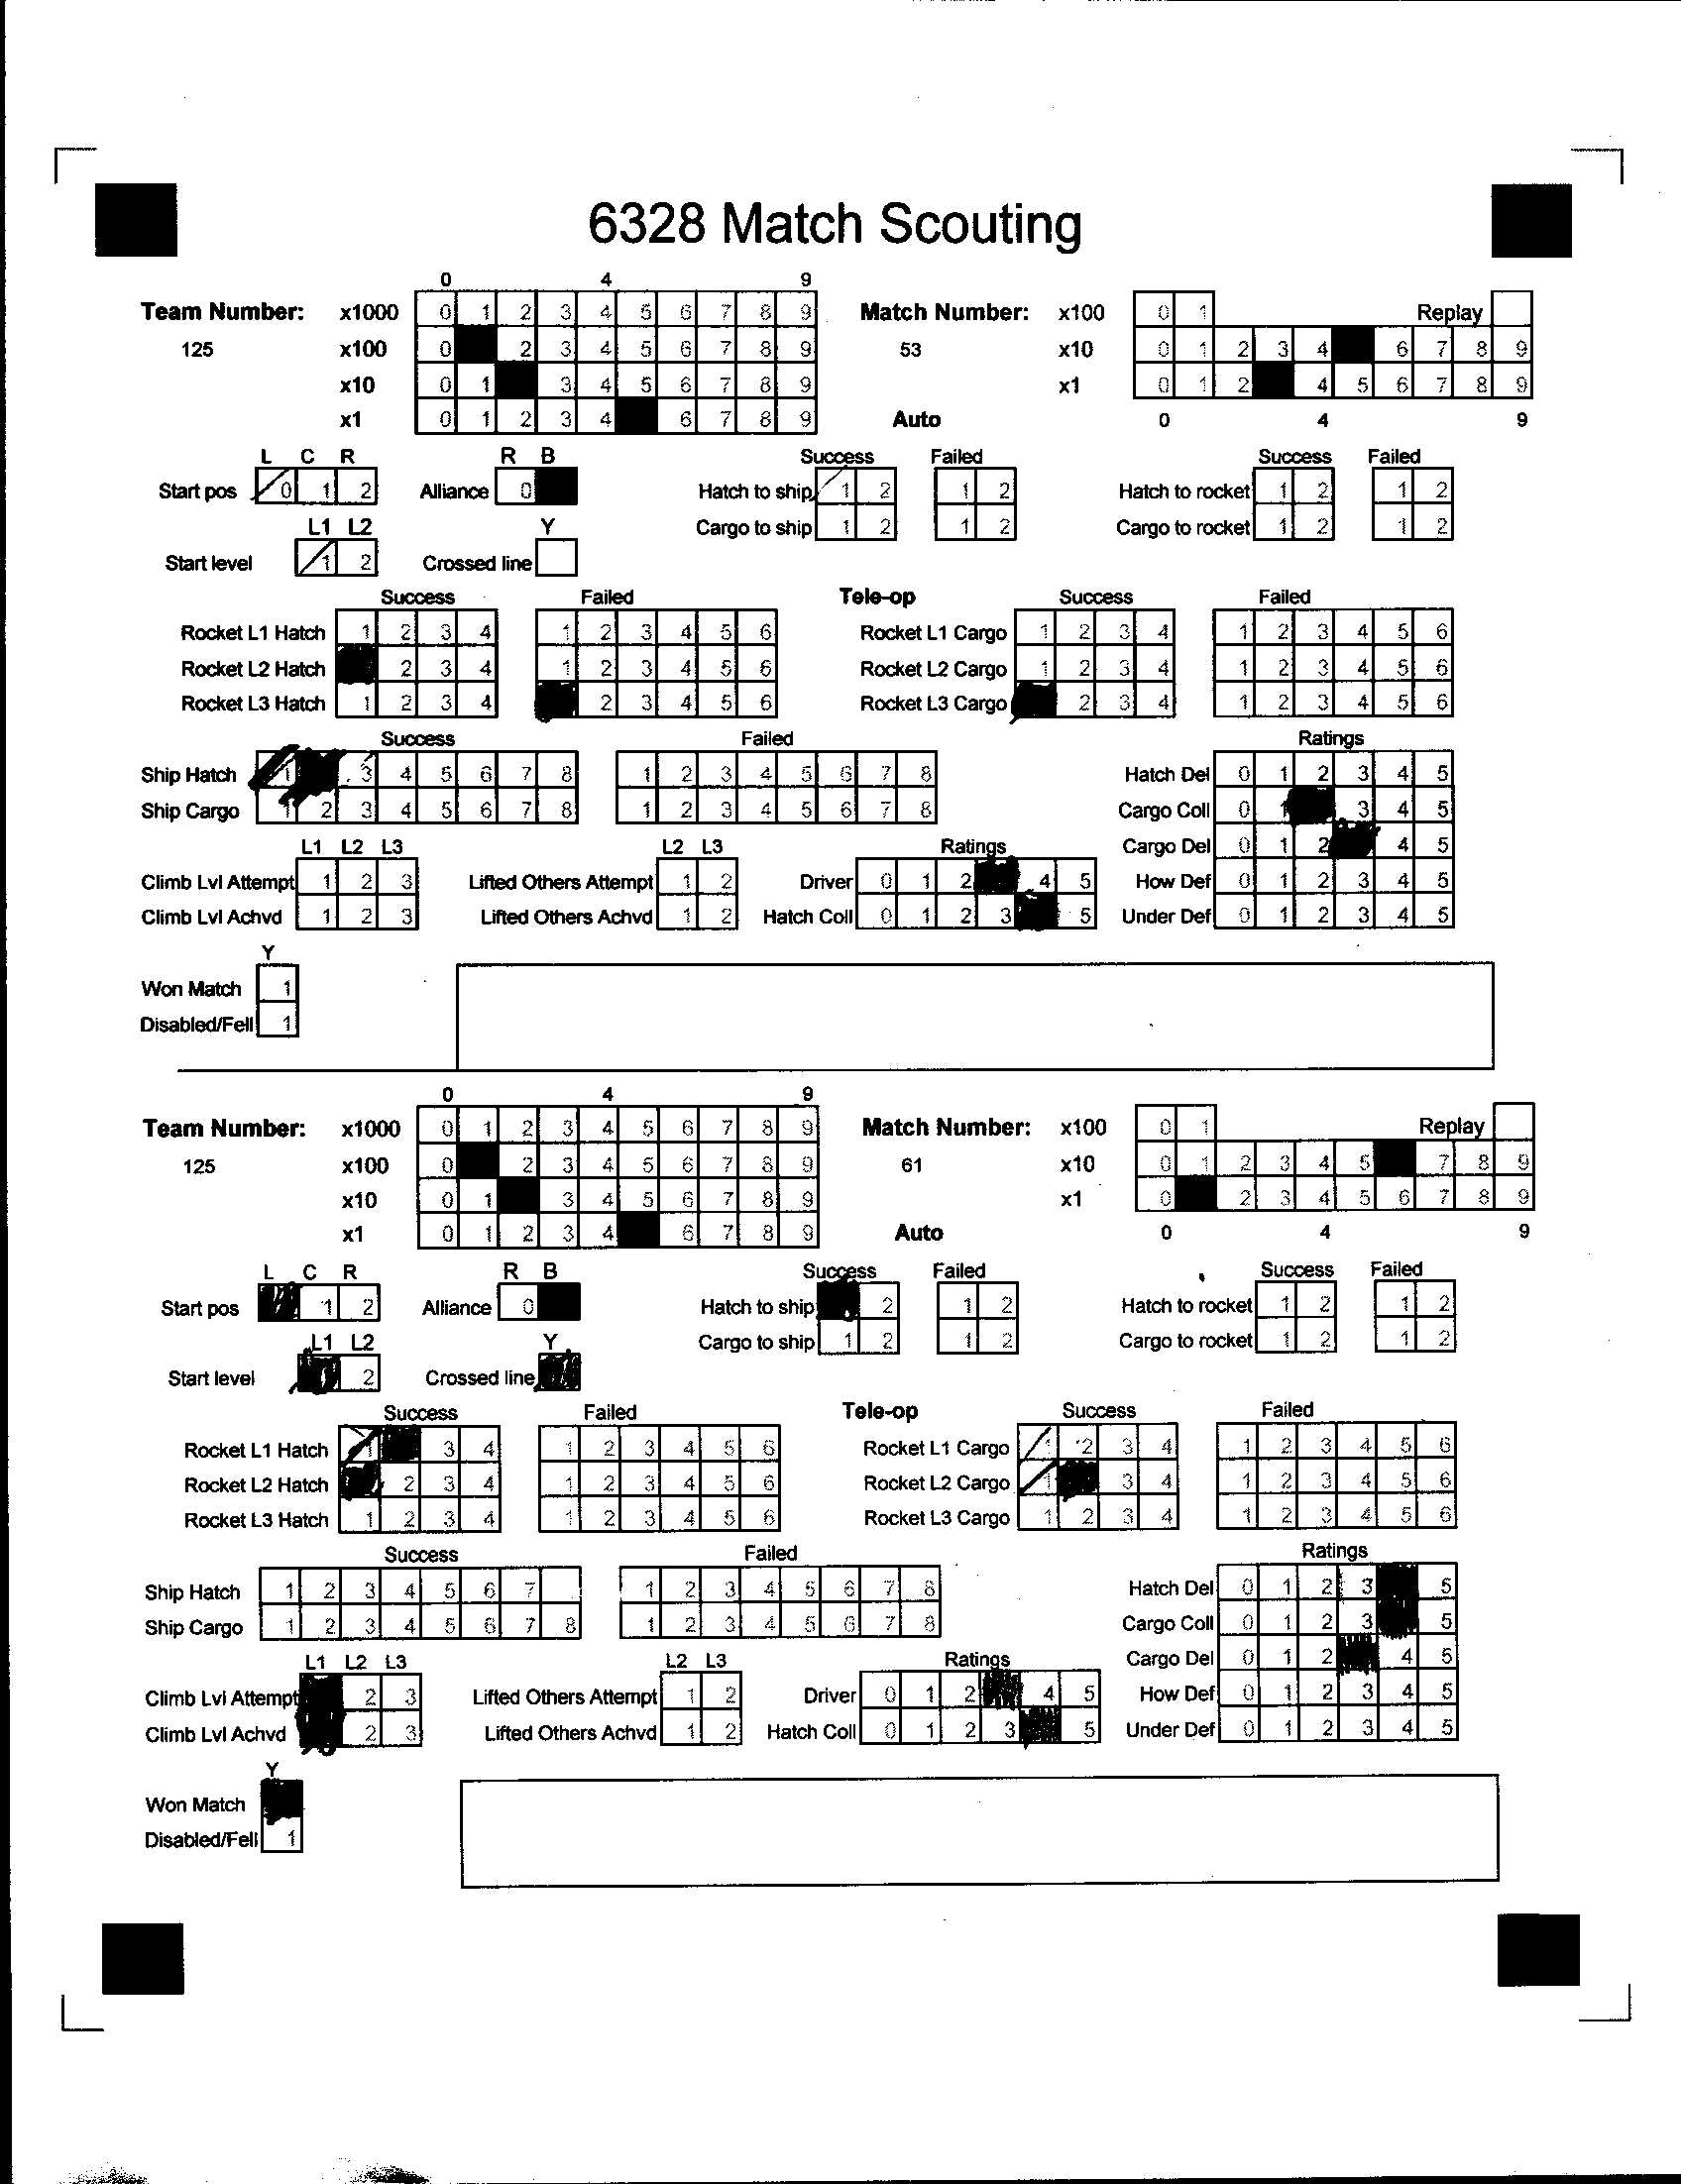 6328 Match Scouting
0 4 9
Team Number: x1000 0 1 2 3 4 5 6 7 8 9 Match Number: x100 0 1 Replay
125 x100 0 2 3 4 5 6 7 8 9 53 x10 0 1 2 3 4 6 7 8 9
x10 0 1 3 4 5 6 7 8 9 x1 0 1 2 4 5 6 7 8 9
x1 0 1 2 3 4 6 7 8 9 Auto 0 4 9
L C R R B Success Failed Success Failed
Start pos 0 1 2 Alliance 0 Hatch to ship 1 2 1 2 Hatch to rocket 1 2 1 2
L1 L2 Y Cargo to ship 1 2 1 2 Cargo to rocket 1 2 1 2
Start level 1 2 Crossed line
Success Failed Tele-op Success Failed
Rocket L1 Hatch 1 2 3 4 1 2 3 4 5 6 Rocket L1 Cargo 1 2 3 4 1 2 3 4 5 6
Rocket L2 Hatch 2 3 4 1 2 3 4 5 6 Rocket L2 Cargo 1 2 3 4 1 2 3 4 5 6
Rocket L3 Hatch 1 2 3 4 2 3 4 5 6 Rocket L3 Cargo 2 3 4 1 2 3 4 5 6
Success Failed Ratings
Ship Hatch 1 3 4 5 6 7 8 1 2 3 4 5 6 7 8 Hatch Del 0 1 2 3 4 5
Ship Cargo 1 2 3 4 5 6 7 8 1 2 3 4 5 6 7 8 Cargo Coll 0 1 3 4 5
L1 L2 L3 L2 L3 Ratings Cargo Del 0 1 2 4 5
Climb Lvl Attempt 1 2 3 Lifted Others Attempt 1 2 Driver 0 1 2 4 5 How Def 0 1 2 3 4 5
Climb Lvl Achvd 1 2 3 Lifted Others Achvd 1 2 Hatch Coll 0 1 2 3 5 Under Def 0 1 2 3 4 5
Y
Won Match 1
Disabled/Fell 1
0 4 9
Team Number: x1000 0 1 2 3 4 5 6 7 8 9 Match Number: x100 0 1 Replay
125 x100 0 2 3 4 5 6 7 8 9 61 x10 0 1 2 3 4 5 7 8 9
x10 0 1 3 4 5 6 7 8 9 x1 0 2 3 4 5 6 7 8 9
x1 0 1 2 3 4 6 7 8 9 Auto 0 4 9
L C R R B Success Failed Success Failed
Start pos 1 2 Alliance 0 Hatch to ship 2 1 2 Hatch to rocket 1 2 1 2
L1 L2 Y Cargo to ship 1 2 1 2 Cargo to rocket 1 2 1 2
Start level 2 Crossed line
Success Failed Tele-op Success Failed
Rocket L1 Hatch 1 3 4 1 2 3 4 5 6 Rocket L1 Cargo 1 2 3 4 1 2 3 4 5 6
Rocket L2 Hatch 2 3 4 1 2 3 4 5 6 Rocket L2 Cargo 1 3 4 1 2 3 4 5 6
Rocket L3 Hatch 1 2 3 4 1 2 3 4 5 6 Rocket L3 Cargo 1 2 3 4 1 2 3 4 5 6
Success Failed Ratings
Ship Hatch 1 2 3 4 5 6 7 1 2 3 4 5 6 7 8 Hatch Del 0 1 2 3 5
Ship Cargo 1 2 3 4 5 6 7 8 1 2 3 4 5 6 7 8 Cargo Coll 0 1 2 3 5
L1 L2 L3 L2 L3 Ratings Cargo Del 0 1 2 4 5
Climb Lvl Attempt 2 3 Lifted Others Attempt 1 2 Driver 0 1 2 4 5 How Def 0 1 2 3 4 5
Climb Lvl Achvd 2 3 Lifted Others Achvd 1 2 Hatch Coll 0 1 2 3 5 Under Def 0 1 2 3 4 5
Y
Won Match
Disabled/Fell 1